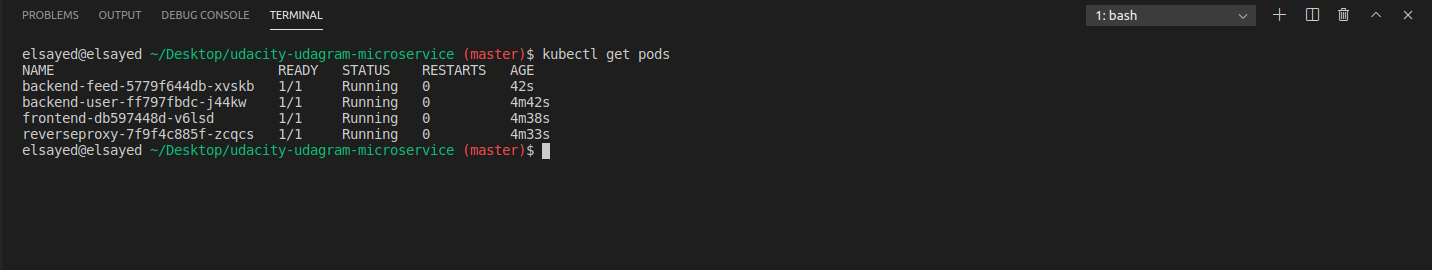 PROBLEMS OUTPUT DEBUG CONSOLE TERMINAL 1: bash
elsayed@elsayed ~/Desktop/udacity-udagram-microservice (master)$ kubectl get pods
NAME READY STATUS RESTARTS AGE
backend-feed-5779f644db-xvskb 1/1 Running 0 42s
backend-user-ff797fbdc-j44kw 1/1 Running 0 4m42s
frontend-db597448d-v6lsd 1/1 Running 0 4m38s
reverseproxy-7f9f4c885f-zcqcs 1/1 Running 0 4m33s
elsayed@elsayed ~/Desktop/udacity-udagram-microservice (master)$